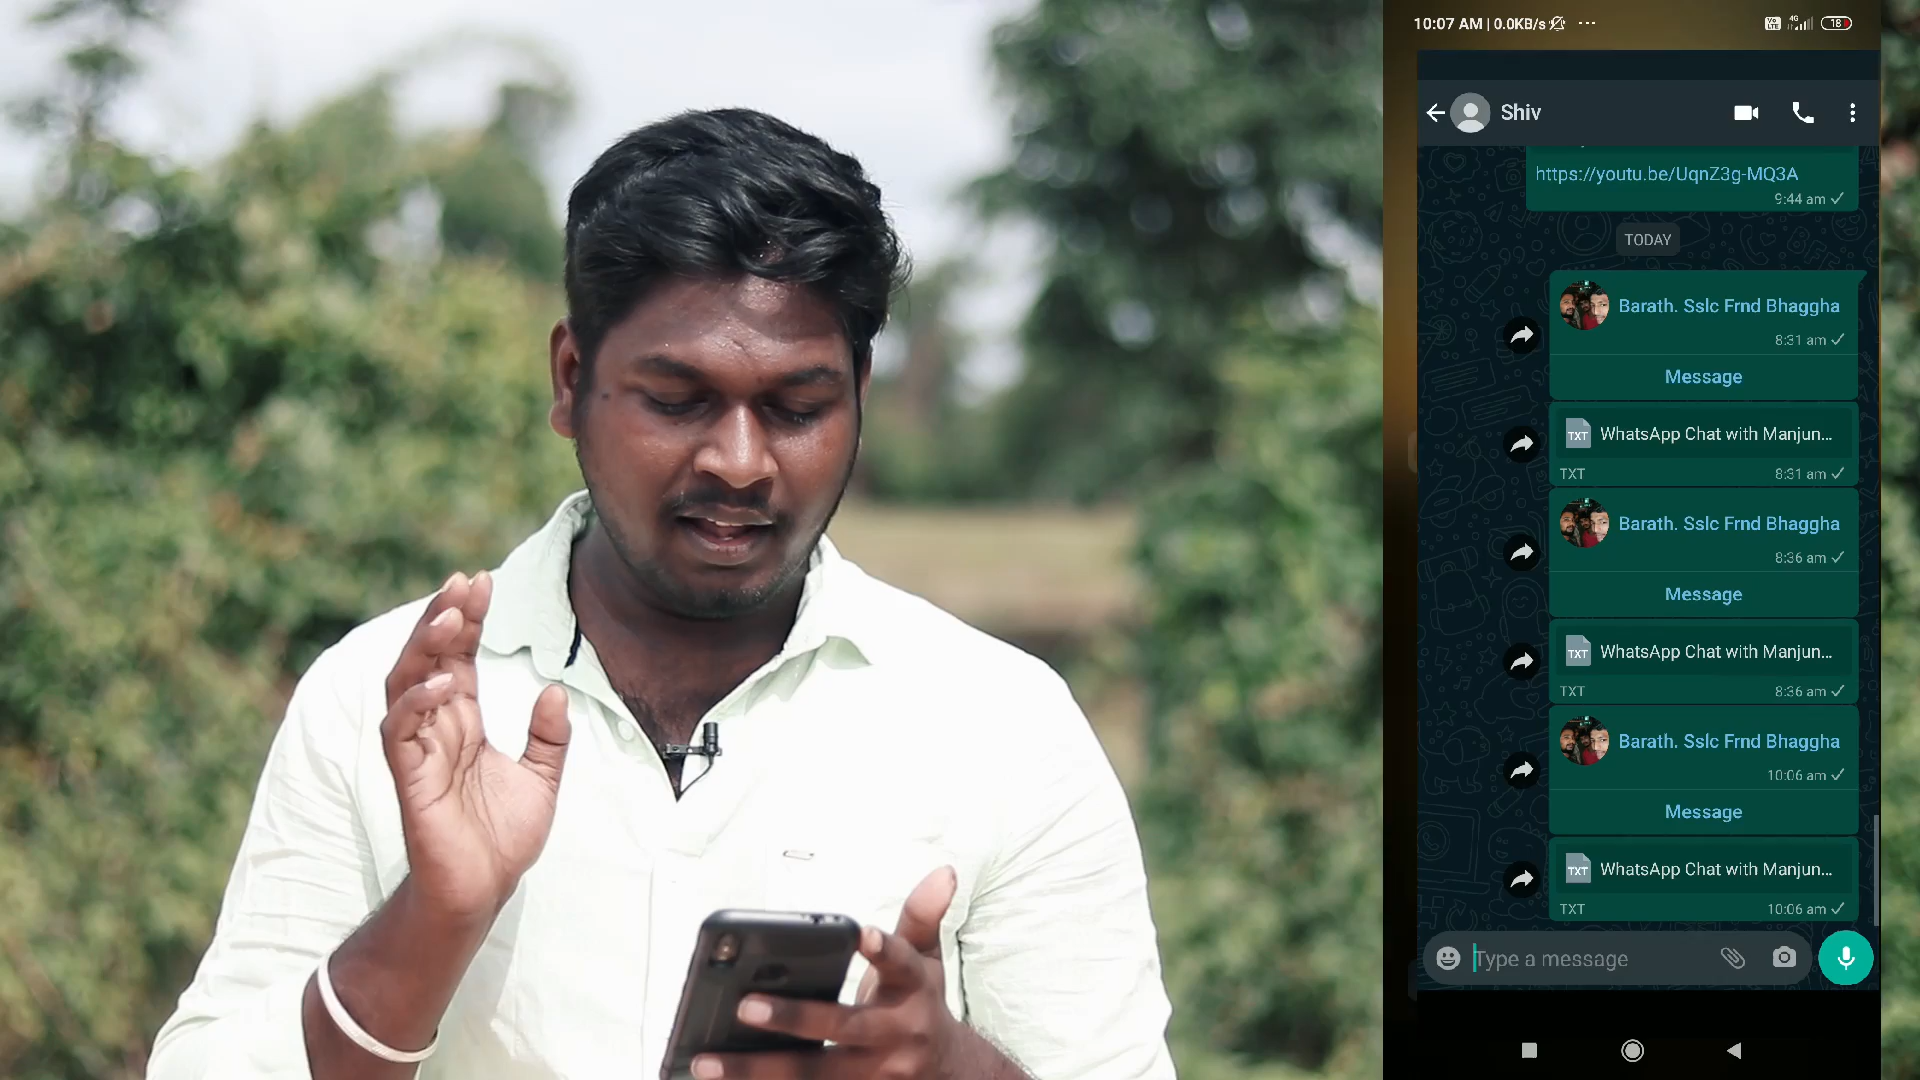 10:07 AM | 0.0KB/s ...
Vo LTE 4G 18
Shiv
https://youtu.be/UqnZ3g-MQ3A
9:44 am
TODAY
Barath. Sslc Frnd Bhaggha
8:31 am
Message
TXT WhatsApp Chat with Manjun...
TXT 8:31 am
Barath. Sslc Frnd Bhaggha
8:36 am
Message
TXT WhatsApp Chat with Manjun...
TXT 8:36 am
Barath. Sslc Frnd Bhaggha
10:06 am
Message
TXT WhatsApp Chat with Manjun...
TXT 10:06 am
Type a message